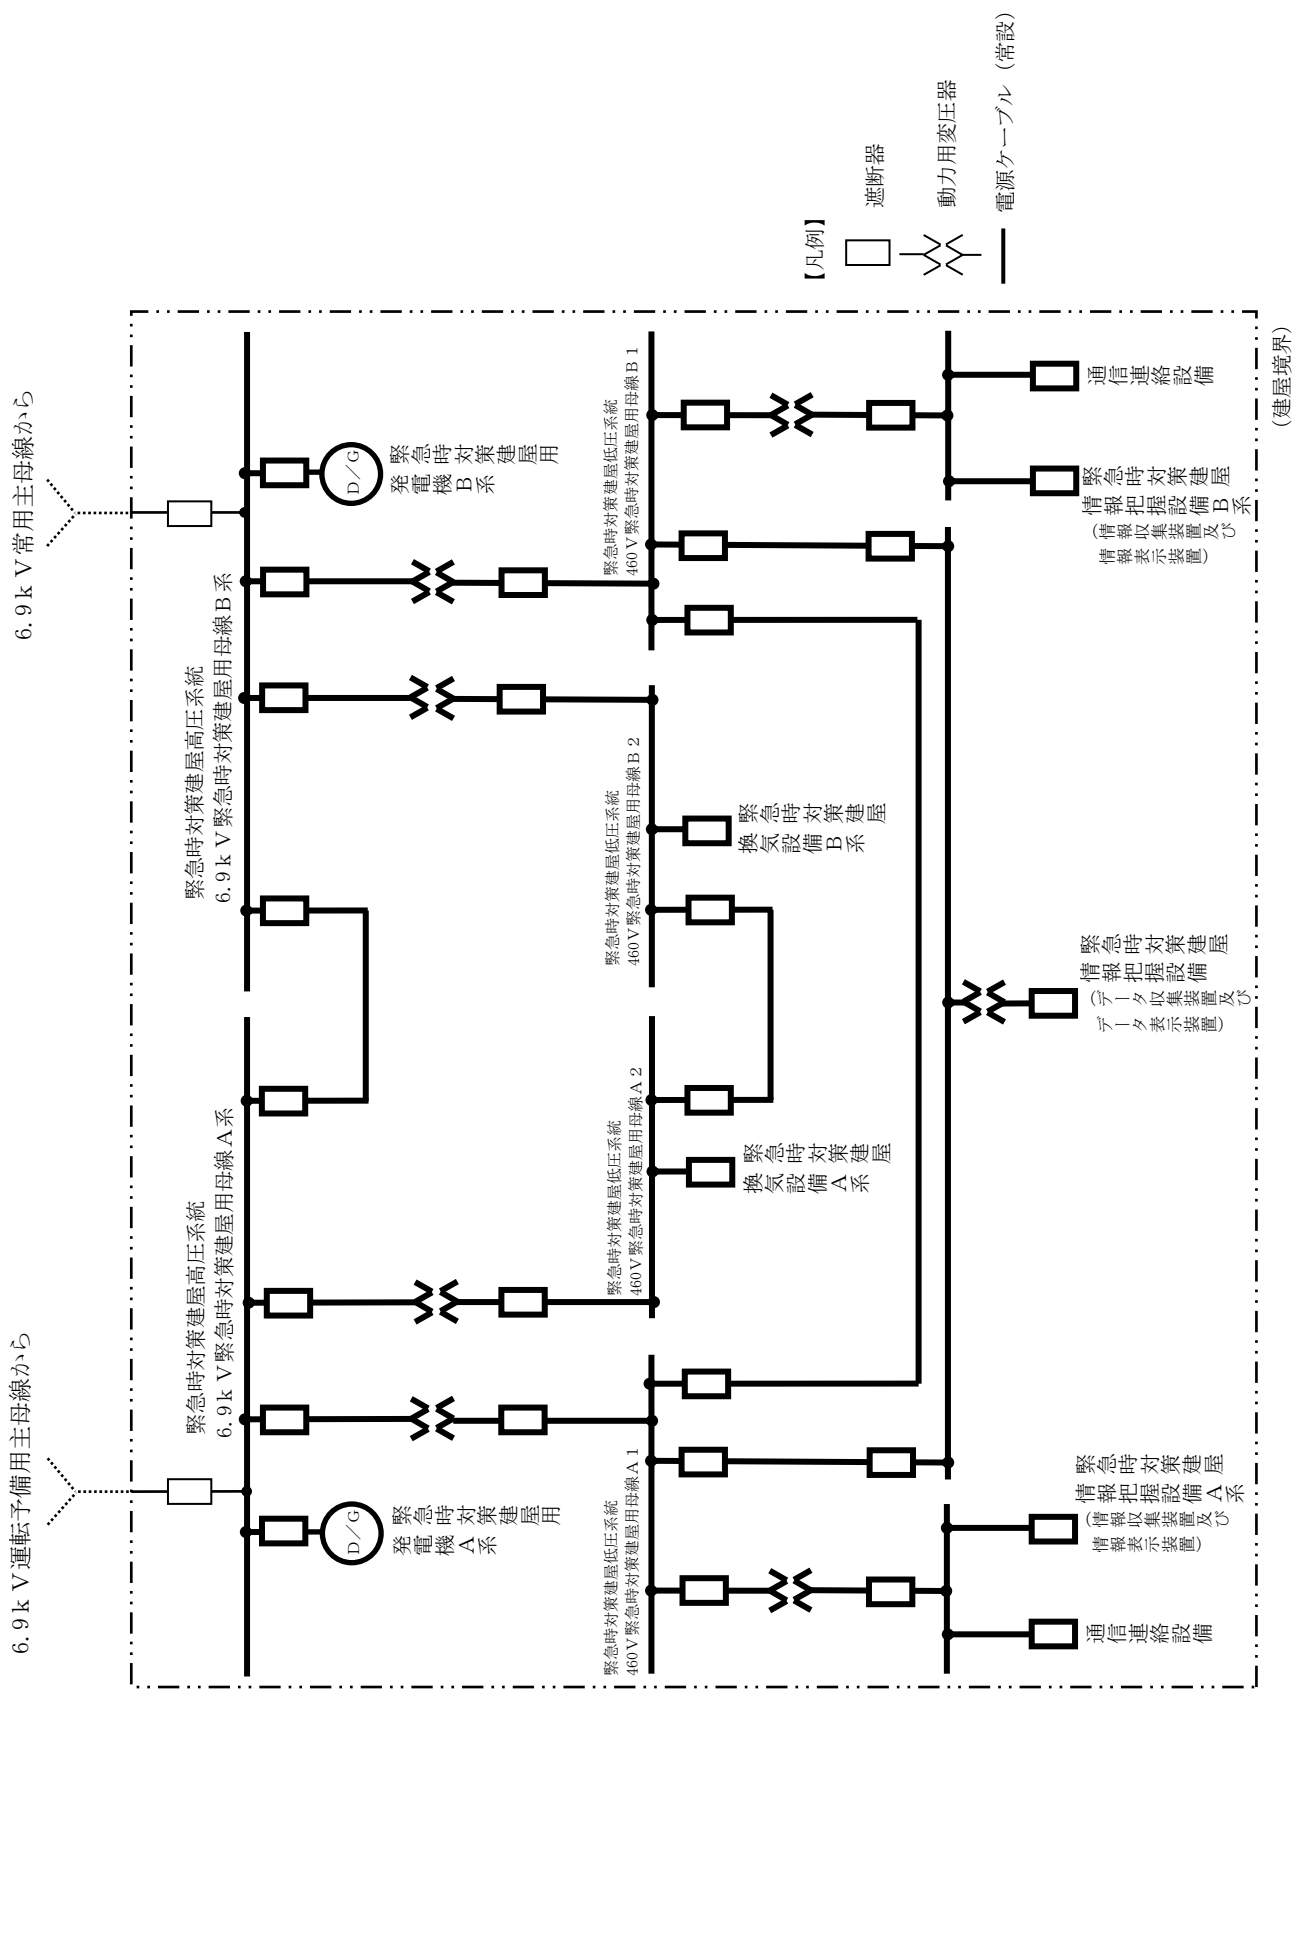 6.9kV運転予備用主母線から
6.9kV常用主母線から
緊急時対策建屋高圧系統
6.9kV緊急時対策建屋用母線A系
緊急時対策建屋高圧系統
6.9kV緊急時対策建屋用母線B系
D/G
緊急時対策建屋用
発電機A系
D/G
緊急時対策建屋用
発電機B系
緊急時対策建屋低圧系統
460V緊急時対策建屋用母線A1
緊急時対策建屋低圧系統
460V緊急時対策建屋用母線A2
緊急時対策建屋低圧系統
460V緊急時対策建屋用母線B2
緊急時対策建屋低圧系統
460V緊急時対策建屋用母線B1
緊急時対策建屋
換気設備A系
緊急時対策建屋
換気設備B系
通信連絡設備
緊急時対策建屋
情報把握設備A系
(情報収集装置及び
情報表示装置)
緊急時対策建屋
情報把握設備
(データ収集装置及び
データ表示装置)
緊急時対策建屋
情報把握設備B系
(情報収集装置及び
情報表示装置)
通信連絡設備
(建屋境界)
【凡例】
遮断器
動力用変圧器
電源ケーブル(常設)